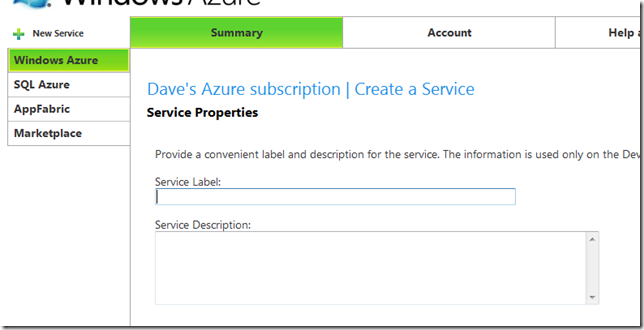 Windows Azure
New Service
Summary
Account
Help a
Windows Azure
SQL Azure
AppFabric
Marketplace
Dave's Azure subscription | Create a Service
Service Properties
Provide a convenient label and description for the service. The information is used only on the Dev
Service Label:
Service Description: